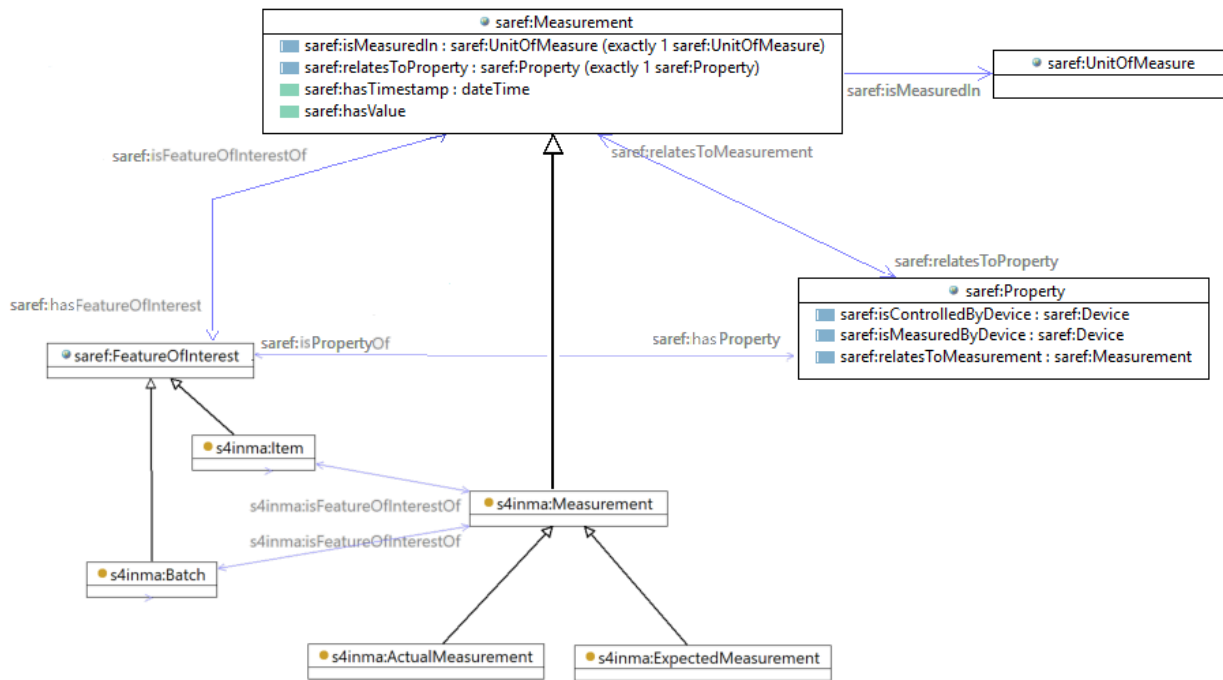 saref:Measurement
saref:isMeasuredIn : saref:UnitOfMeasure (exactly 1 saref:UnitOfMeasure)
saref:relatesToProperty : saref:Property (exactly 1 saref:Property)
saref:hasTimestamp : dateTime
saref:hasValue
saref:UnitOfMeasure
saref:isMeasuredIn
saref:isFeatureOfInterestOf
saref:relatesToMeasurement
saref:relatesToProperty
saref:Property
saref:isControlledByDevice : saref:Device
saref:isMeasuredByDevice : saref:Device
saref:relatesToMeasurement : saref:Measurement
saref:hasFeatureOfInterest
saref:FeatureOfInterest
saref:isPropertyOf
saref:has Property
s4inma:Item
s4inma:isFeatureOfInterestOf
s4inma:Measurement
s4inma:isFeatureOfInterestOf
s4inma:Batch
s4inma:ActualMeasurement
s4inma:ExpectedMeasurement